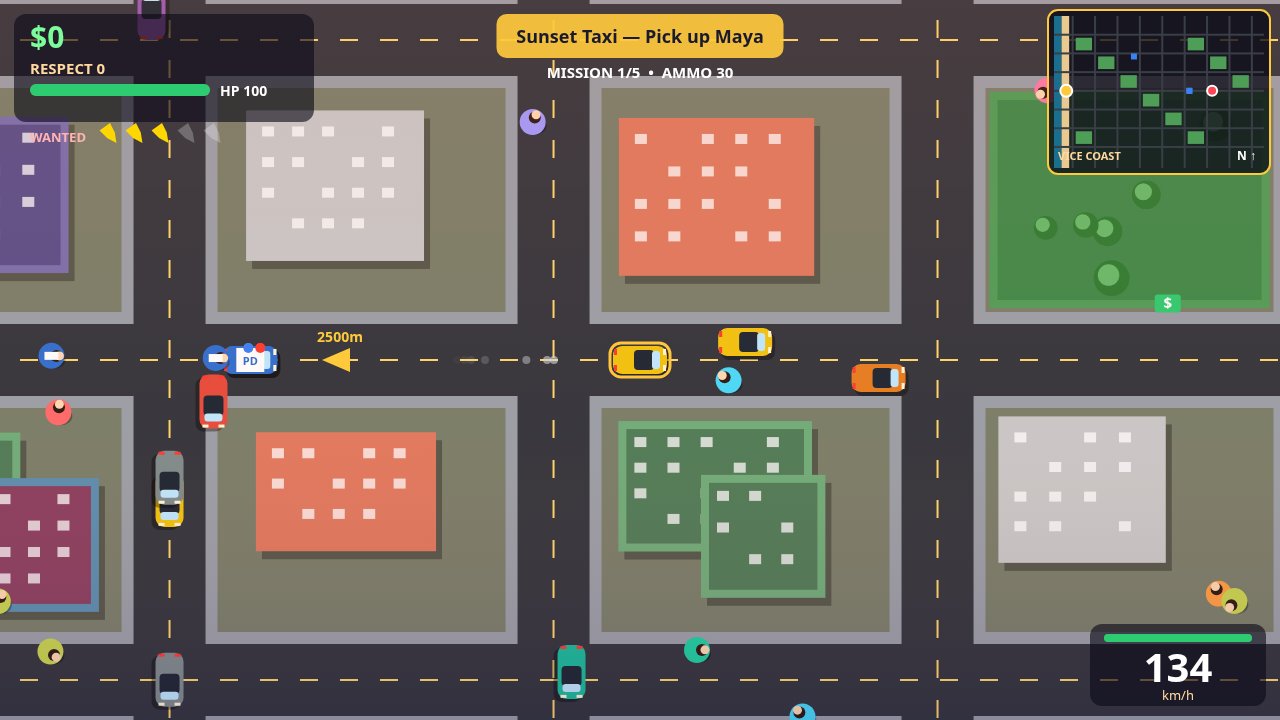 $0
RESPECT 0
HP 100
WANTED
Sunset Taxi — Pick up Maya
MISSION 1/5 • AMMO 30
VICE COAST
N ↑
$
2500m
PD
134
km/h